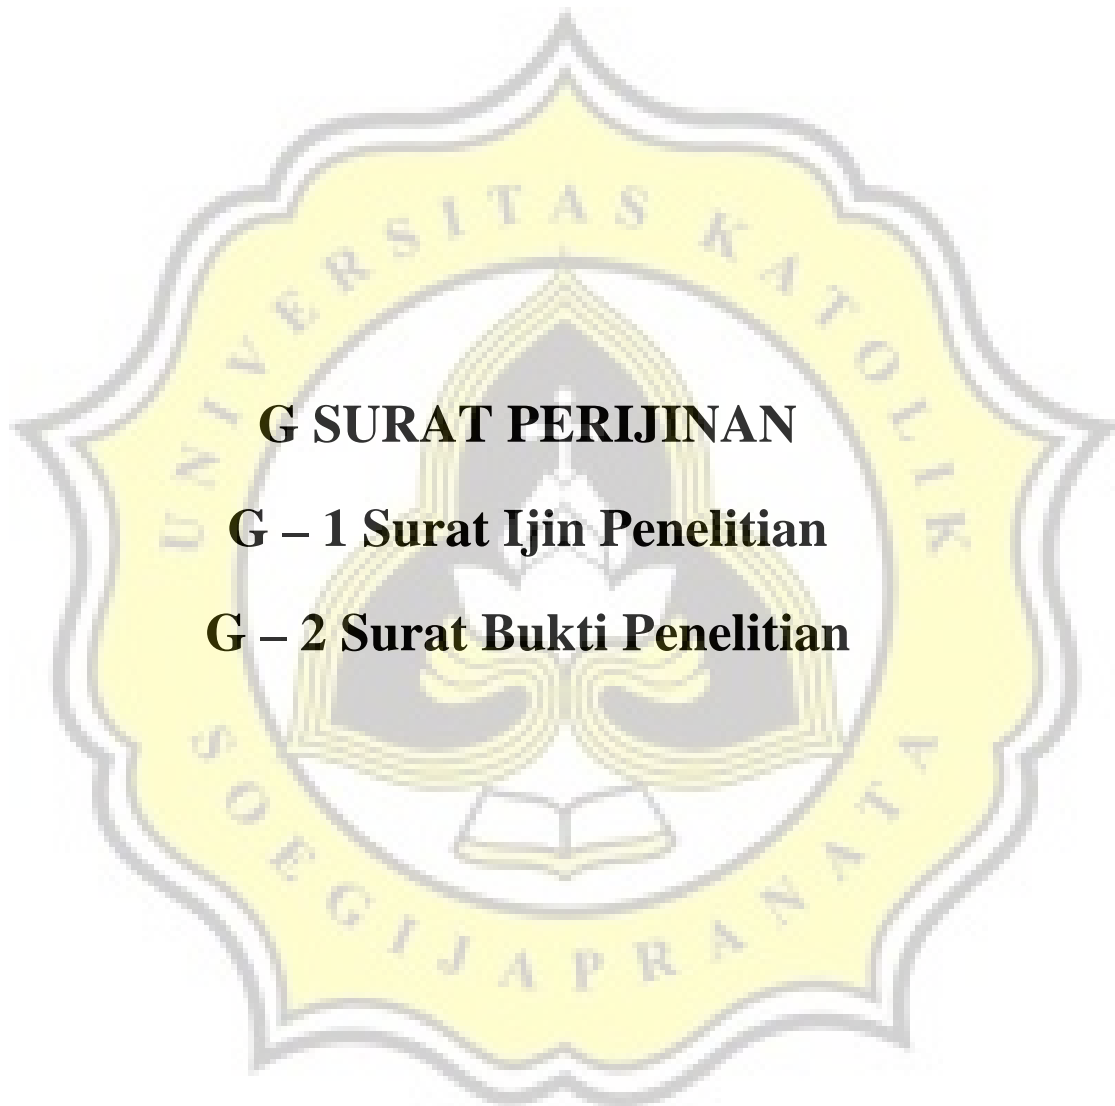 UNIVERSITAS KATOLIK
G SURAT PERIJINAN
G – 1 Surat Ijin Penelitian
G – 2 Surat Bukti Penelitian
SOEGIJAPRANATA